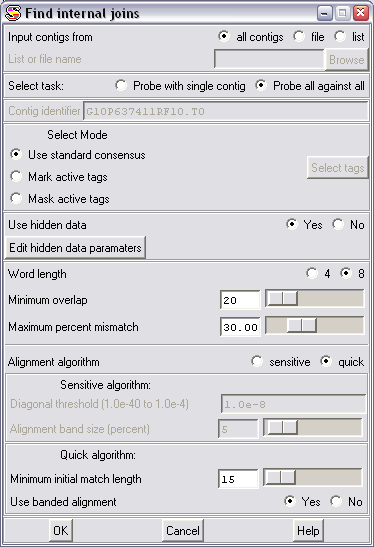 Find internal joins
Input contigs from all contigs file list
List or file name Browse
Select task: Probe with single contig Probe all against all
Contig identifier G10P637411RF10.T0
Select Mode
Use standard consensus
Mark active tags Select tags
Mask active tags
Use hidden data Yes No
Edit hidden data paramaters
Word length 4 8
Minimum overlap 20
Maximum percent mismatch 30.00
Alignment algorithm sensitive quick
Sensitive algorithm:
Diagonal threshold (1.0e-40 to 1.0e-4) 1.0e-8
Alignment band size (percent) 5
Quick algorithm:
Minimum initial match length 15
Use banded alignment Yes No
OK Cancel Help